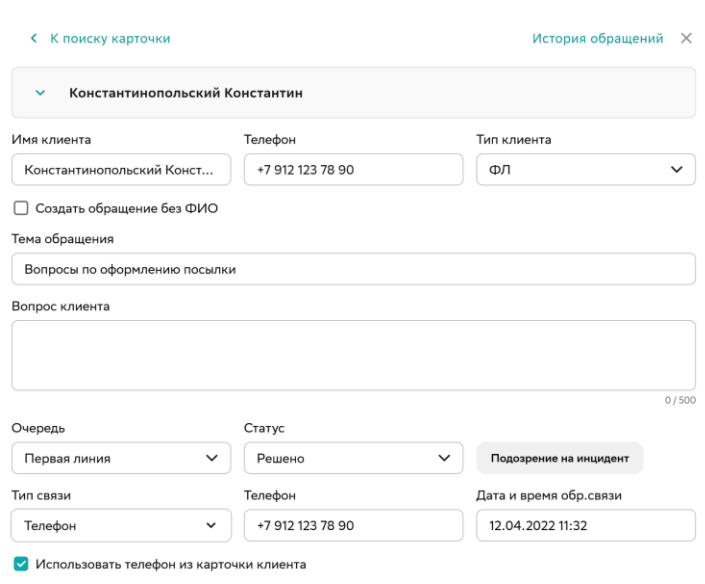 К поиску карточки История обращений
Константинопольский Константин
Имя клиента Телефон Тип клиента
Константинопольский Конст... +7 912 123 78 90 ФЛ
Создать обращение без ФИО
Тема обращения
Вопросы по оформлению посылки
Вопрос клиента
0 / 500
Очередь Статус
Первая линия Решено Подозрение на инцидент
Тип связи Телефон Дата и время обр.связи
Телефон +7 912 123 78 90 12.04.2022 11:32
Использовать телефон из карточки клиента